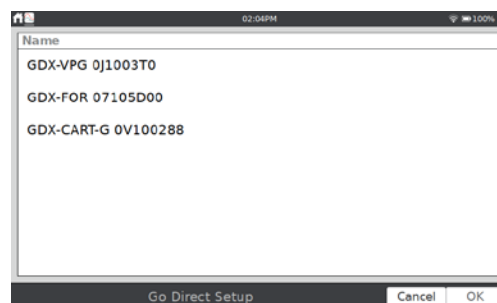 02:04PM 100%
Name
GDX-VPG 0J1003T0
GDX-FOR 07105D00
GDX-CART-G 0V100288
Go Direct Setup Cancel OK